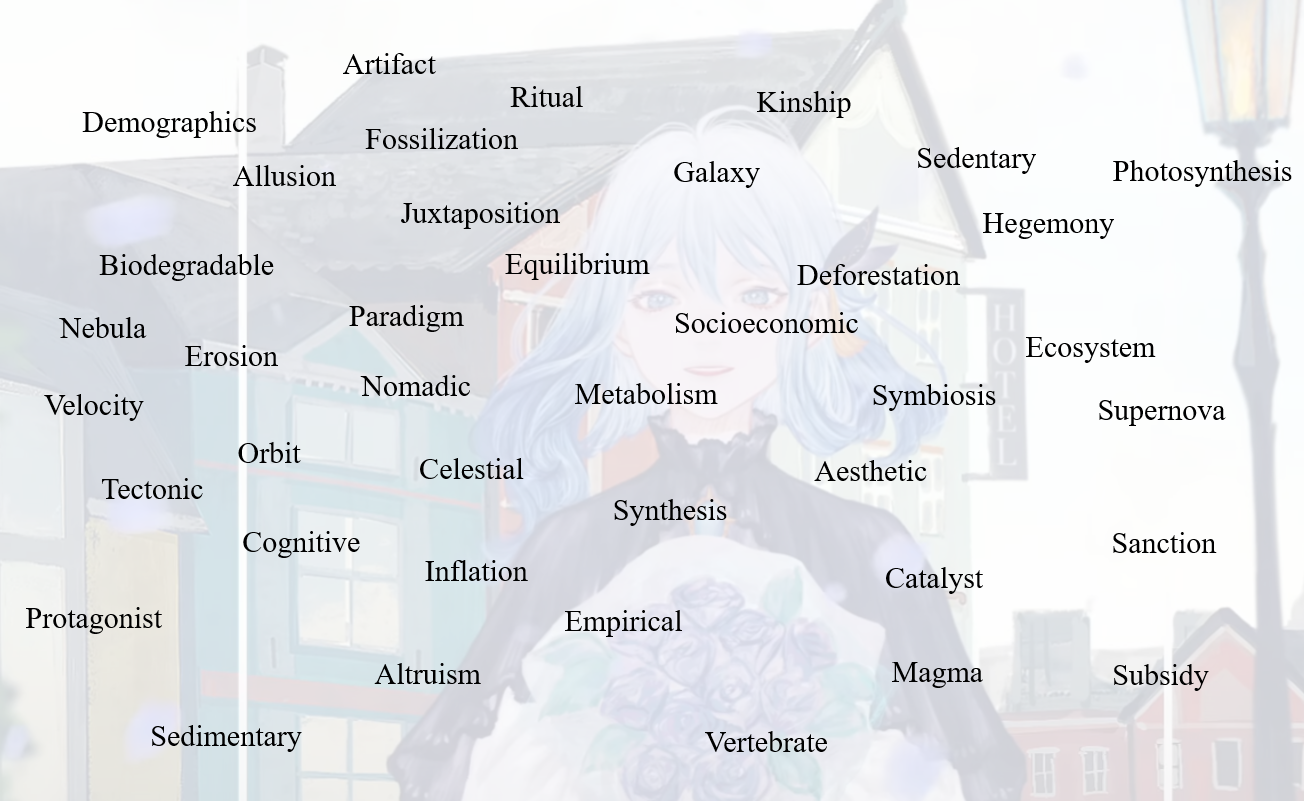 Artifact
Ritual
Kinship
Demographics
Fossilization
Sedentary
Photosynthesis
Galaxy
Allusion
Juxtaposition
Hegemony
Biodegradable
Equilibrium
Deforestation
Paradigm
Socioeconomic
Nebula
Ecosystem
Erosion
Nomadic
Metabolism
Symbiosis
Velocity
Supernova
Orbit
Celestial
Aesthetic
Tectonic
Synthesis
Cognitive
Sanction
Inflation
Catalyst
Protagonist
Empirical
Altruism
Magma
Subsidy
Sedimentary
Vertebrate
HOTEL